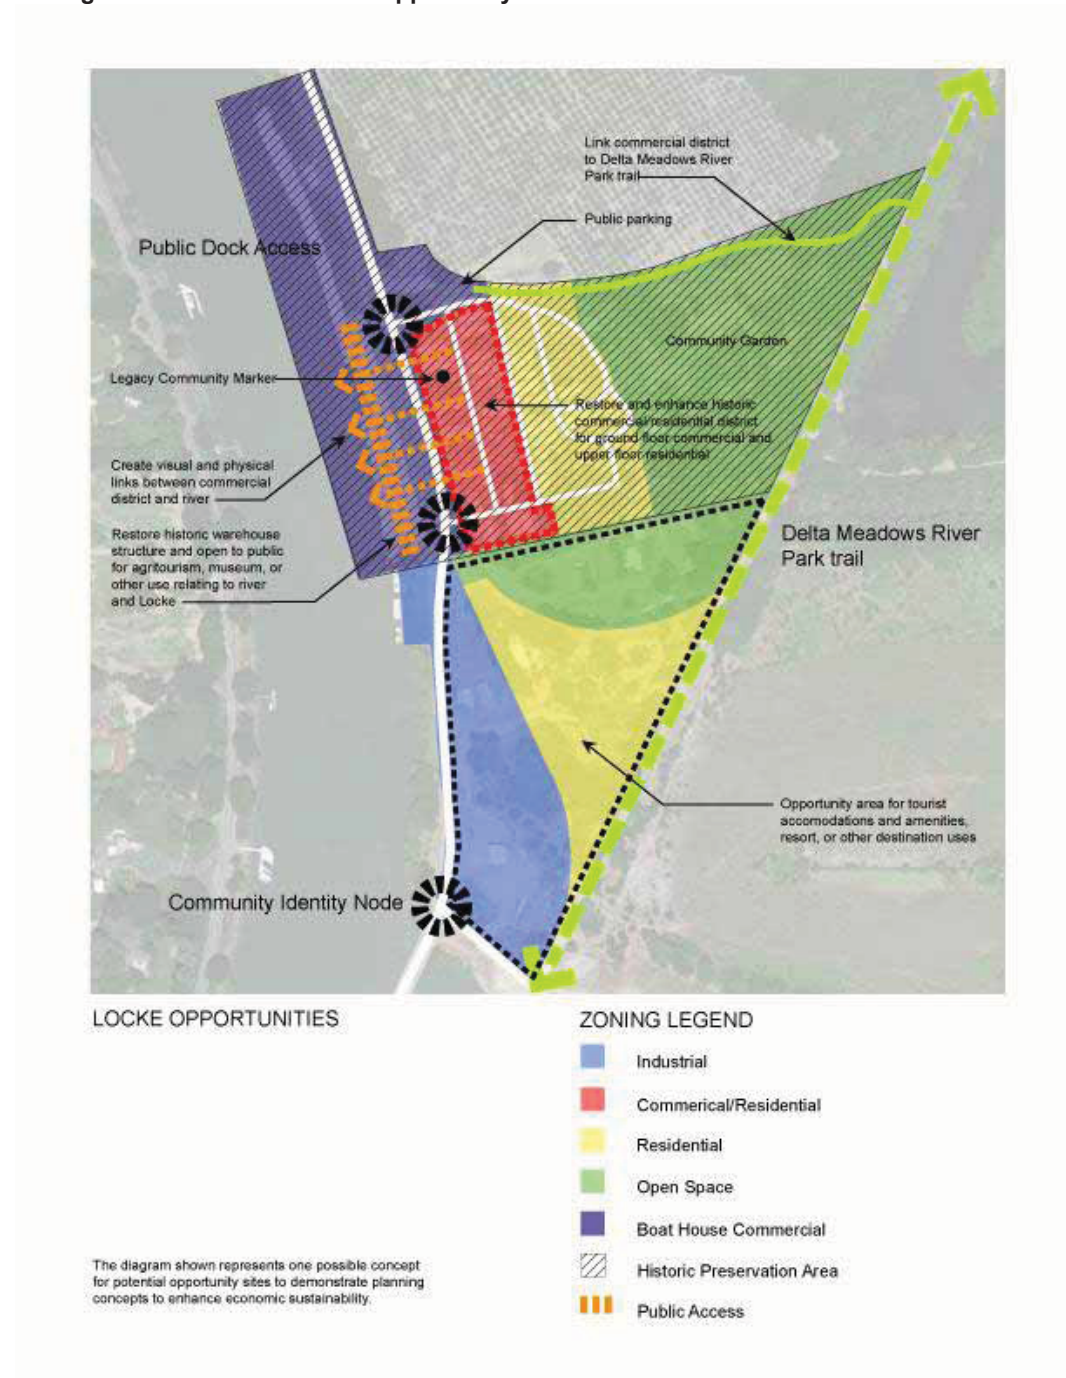 Link commercial district
to Delta Meadows River
Park trail
Public parking
Public Dock Access
Community Garden
Legacy Community Marker
Restore and enhance historic
commercial/residential district
for ground floor commercial and
upper floor residential
Create visual and physical
links between commercial
district and river
Restore historic warehouse
structure and open to public
for agritourism, museum, or
other use relating to river
and Locke
Delta Meadows River
Park trail
Opportunity area for tourist
accomodations and amenities,
resort, or other destination uses
Community Identity Node
LOCKE OPPORTUNITIES
ZONING LEGEND
Industrial
Commerical/Residential
Residential
Open Space
Boat House Commercial
Historic Preservation Area
Public Access
The diagram shown represents one possible concept
for potential opportunity sites to demonstrate planning
concepts to enhance economic sustainability.